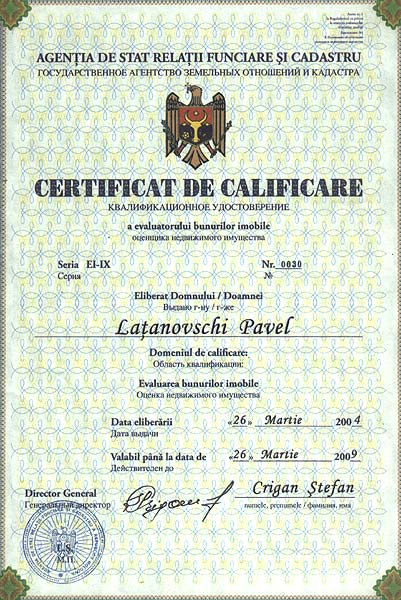 AGENȚIA DE STAT RELAȚII FUNCIARE ȘI CADASTRU
ГОСУДАРСТВЕННОЕ АГЕНТСТВО ЗЕМЕЛЬНЫХ ОТНОШЕНИЙ И КАДАСТРА
CERTIFICAT DE CALIFICARE
КВАЛИФИКАЦИОННОЕ УДОСТОВЕРЕНИЕ
a evaluatorului bunurilor imobile
оценщика недвижимого имущества
Seria EI-IX Nr. 0030
Серия №
Eliberat Domnului / Doamnei
Выдано г-ну / г-же
Lațanovschi Pavel
Domeniul de calificare:
Область квалификации:
Evaluarea bunurilor imobile
Оценка недвижимого имущества
Data eliberării «26» Martie 2004
Дата выдачи
Valabil până la data de «26» Martie 2009
Действителен до
Director General Crigan Ștefan
Генеральный директор numele, prenumele / фамилия, имя
L.Ș.
М.П.